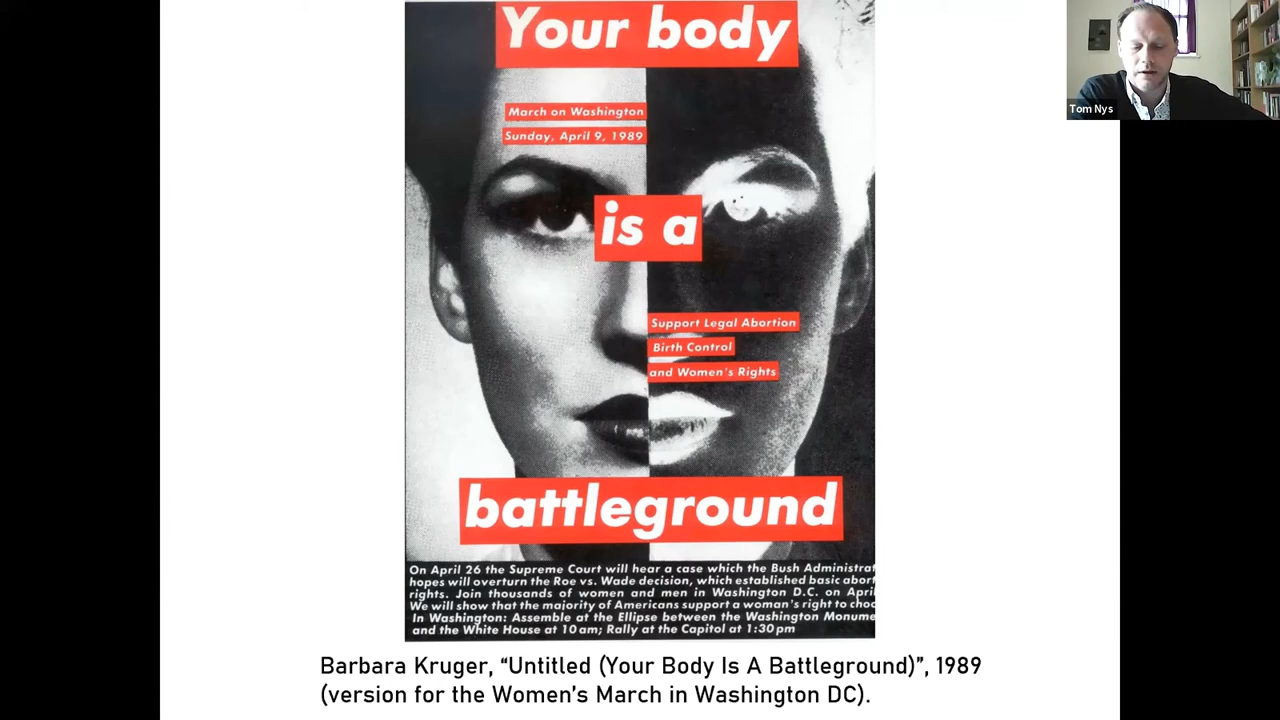 Your body
March on Washington
Sunday, April 9, 1989
is a
Support Legal Abortion
Birth Control
and Women's Rights
battleground
On April 26 the Supreme Court will hear a case which the Bush Administrat
hopes will overturn the Roe vs. Wade decision, which established basic abort
rights. Join thousands of women and men in Washington D.C. on April
We will show that the majority of Americans support a woman's right to choo
In Washington: Assemble at the Ellipse between the Washington Monume
and the White House at 10 am; Rally at the Capitol at 1:30 pm
Barbara Kruger, “Untitled (Your Body Is A Battleground)”, 1989
(version for the Women’s March in Washington DC).
Tom Nys